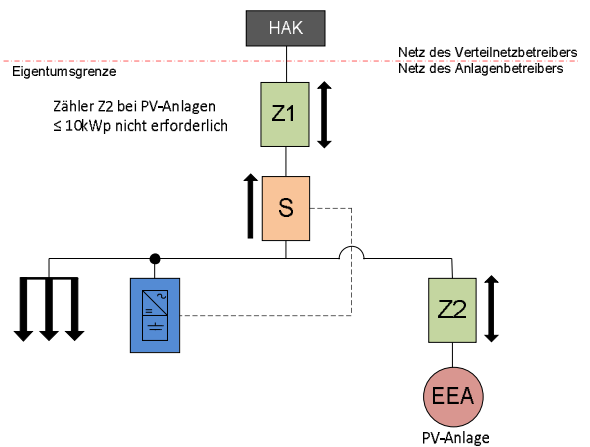 HAK
Netz des Verteilnetzbetreibers
Eigentumsgrenze
Netz des Anlagenbetreibers
Zähler Z2 bei PV-Anlagen
≤ 10kWp nicht erforderlich
Z1
S
~
=
Z2
EEA
PV-Anlage